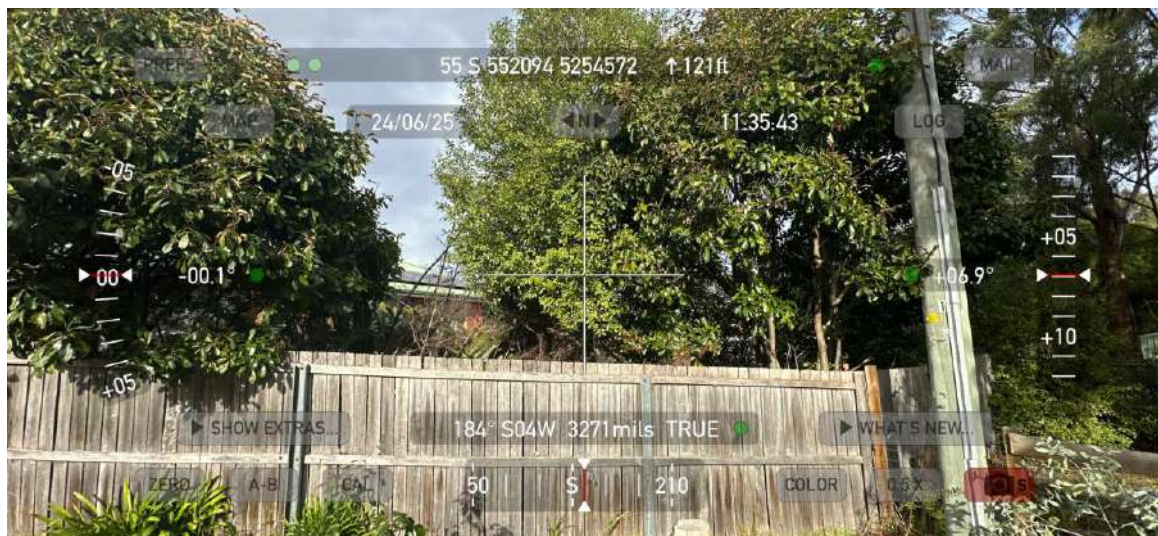 PREFS 55 S 552094 5254572 ↑121ft MAIL
MAP 24/06/25 ◀N▶ 11:35:43 LOG
-05
+05
▶00◀ -00.1° +06.9°
+10
+05
▶ SHOW EXTRAS... 184° S04W 3271mils TRUE ▶ WHAT'S NEW...
ZERO A-B CAL 50 S 210 COLOR 0.5X S